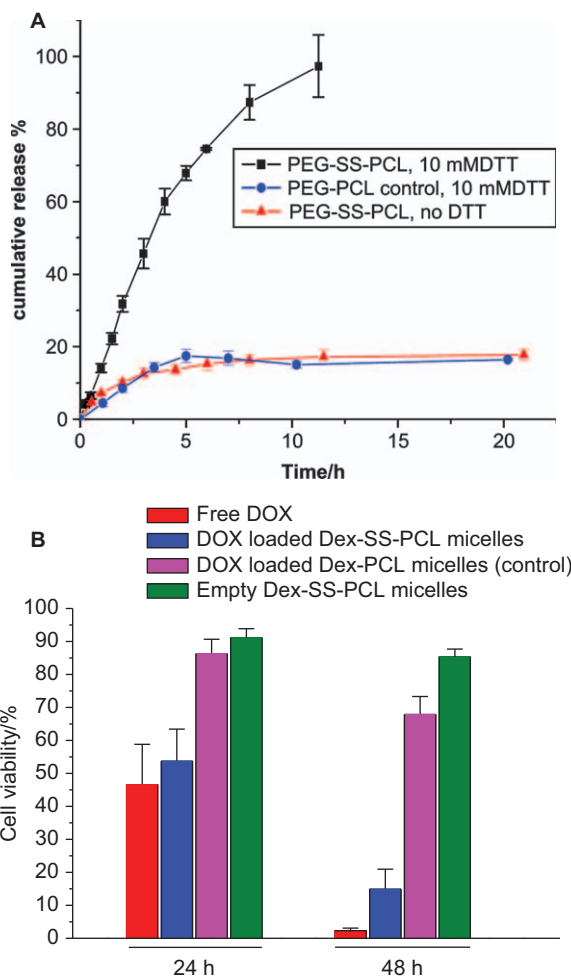 A
cumulative release %
100
80
60
40
20
0
PEG-SS-PCL, 10 mMDTT
PEG-PCL control, 10 mMDTT
PEG-SS-PCL, no DTT
0
5
10
15
20
Time/h
B
Free DOX
DOX loaded Dex-SS-PCL micelles
DOX loaded Dex-PCL micelles (control)
Empty Dex-SS-PCL micelles
Cell viability/%
100
90
80
70
60
50
40
30
20
10
0
24 h
48 h